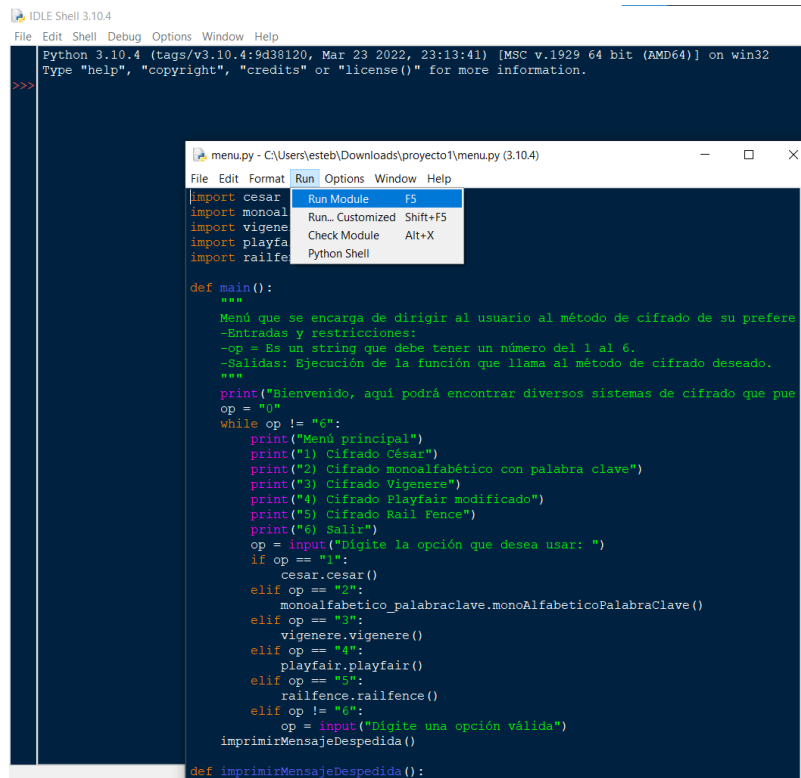 IDLE Shell 3.10.4
File Edit Shell Debug Options Window Help
Python 3.10.4 (tags/v3.10.4:9d38120, Mar 23 2022, 23:13:41) [MSC v.1929 64 bit (AMD64)] on win32
Type "help", "copyright", "credits" or "license()" for more information.
>>>
menu.py - C:\Users\esteb\Downloads\proyecto1\menu.py (3.10.4)
File Edit Format Run Options Window Help
import cesar
import monoal
import vigene
import playfa
import railfen
Run Module F5
Run... Customized Shift+F5
Check Module Alt+X
Python Shell
def main():
"""
Menú que se encarga de dirigir al usuario al método de cifrado de su prefere
-Entradas y restricciones:
-op = Es un string que debe tener un número del 1 al 6.
-Salidas: Ejecución de la función que llama al método de cifrado deseado.
"""
print("Bienvenido, aquí podrá encontrar diversos sistemas de cifrado que pue
op = "0"
while op != "6":
print("Menú principal")
print("1) Cifrado César")
print("2) Cifrado monoalfabético con palabra clave")
print("3) Cifrado Vigenere")
print("4) Cifrado Playfair modificado")
print("5) Cifrado Rail Fence")
print("6) Salir")
op = input("Dígite la opción que desea usar: ")
if op == "1":
cesar.cesar()
elif op == "2":
monoalfabetico_palabraclave.monoAlfabeticoPalabraClave()
elif op == "3":
vigenere.vigenere()
elif op == "4":
playfair.playfair()
elif op == "5":
railfence.railfence()
elif op != "6":
op = input("Dígite una opción válida")
imprimirMensajeDespedida()
def imprimirMensajeDespedida():